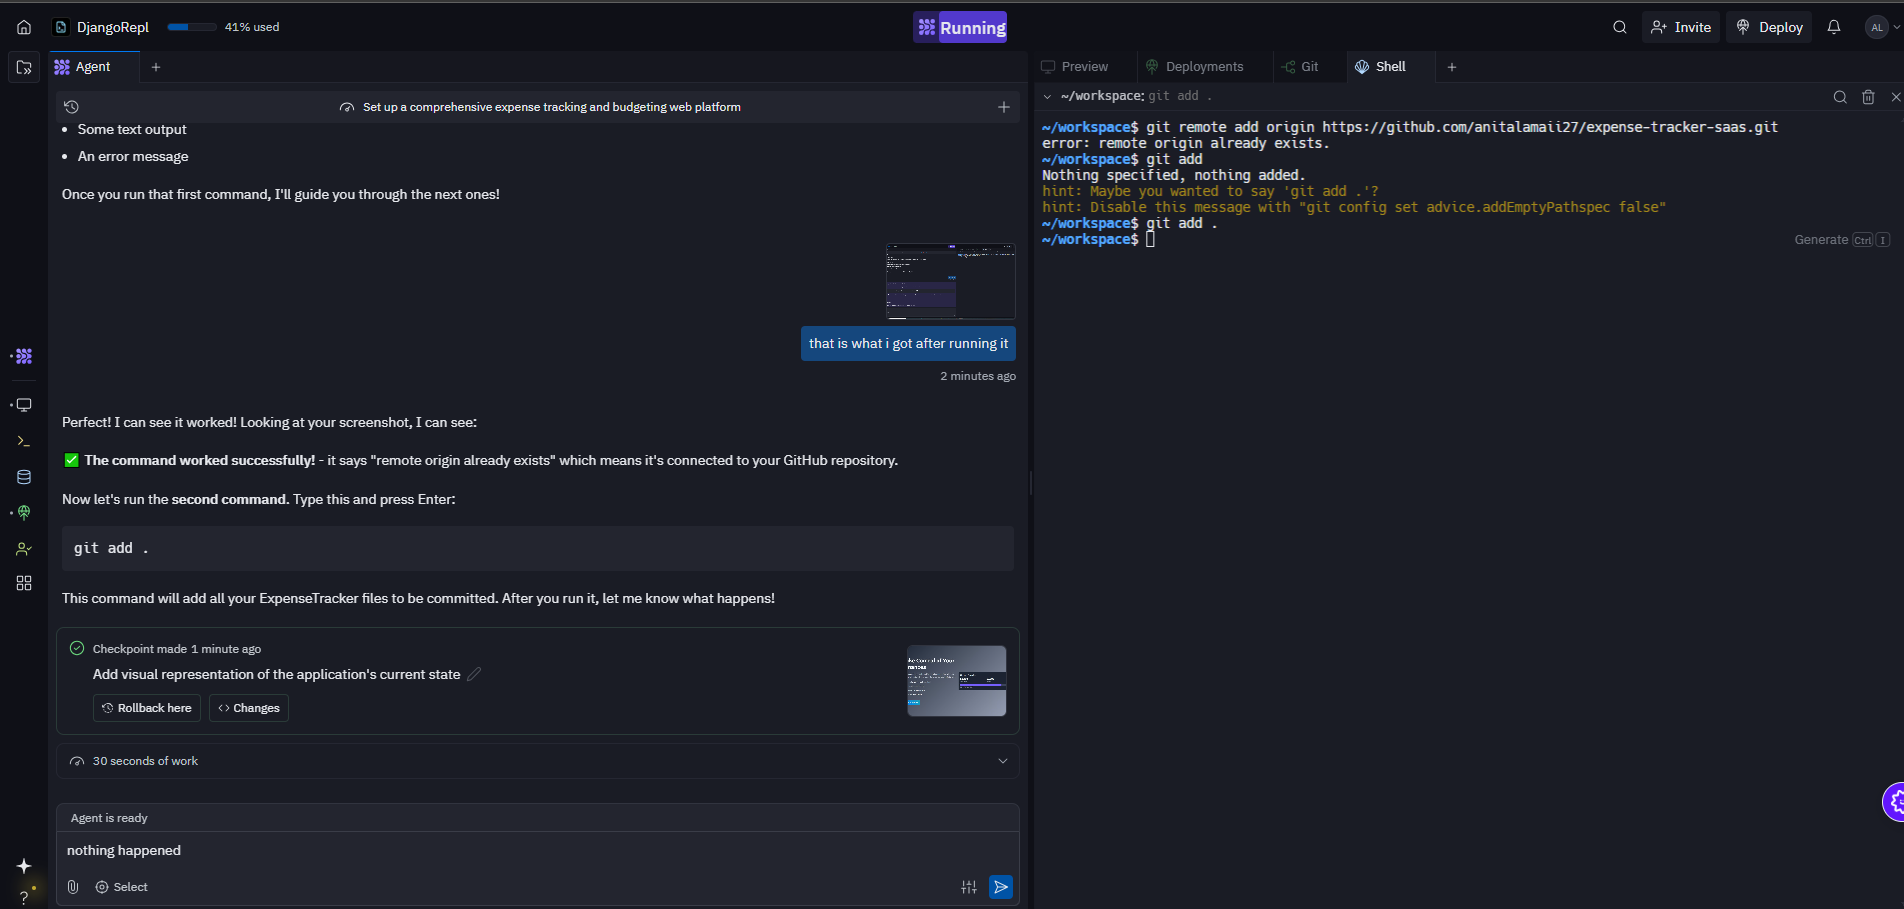 DjangoRepl
41% used
Running
Invite
Deploy
AL
Agent
Preview
Deployments
Git
Shell
Set up a comprehensive expense tracking and budgeting web platform
• Some text output
• An error message
Once you run that first command, I'll guide you through the next ones!
that is what i got after running it
2 minutes ago
Perfect! I can see it worked! Looking at your screenshot, I can see:
✅ The command worked successfully! - it says "remote origin already exists" which means it's connected to your GitHub repository.
Now let's run the second command. Type this and press Enter:
git add .
This command will add all your ExpenseTracker files to be committed. After you run it, let me know what happens!
Checkpoint made 1 minute ago
Add visual representation of the application's current state
Rollback here
Changes
30 seconds of work
Agent is ready
nothing happened
Select
~/workspace: git add .
~/workspace$ git remote add origin https://github.com/anitalamaii27/expense-tracker-saas.git
error: remote origin already exists.
~/workspace$ git add
Nothing specified, nothing added.
hint: Maybe you wanted to say 'git add .'?
hint: Disable this message with "git config set advice.addEmptyPathspec false"
~/workspace$ git add .
~/workspace$
Generate Ctrl I